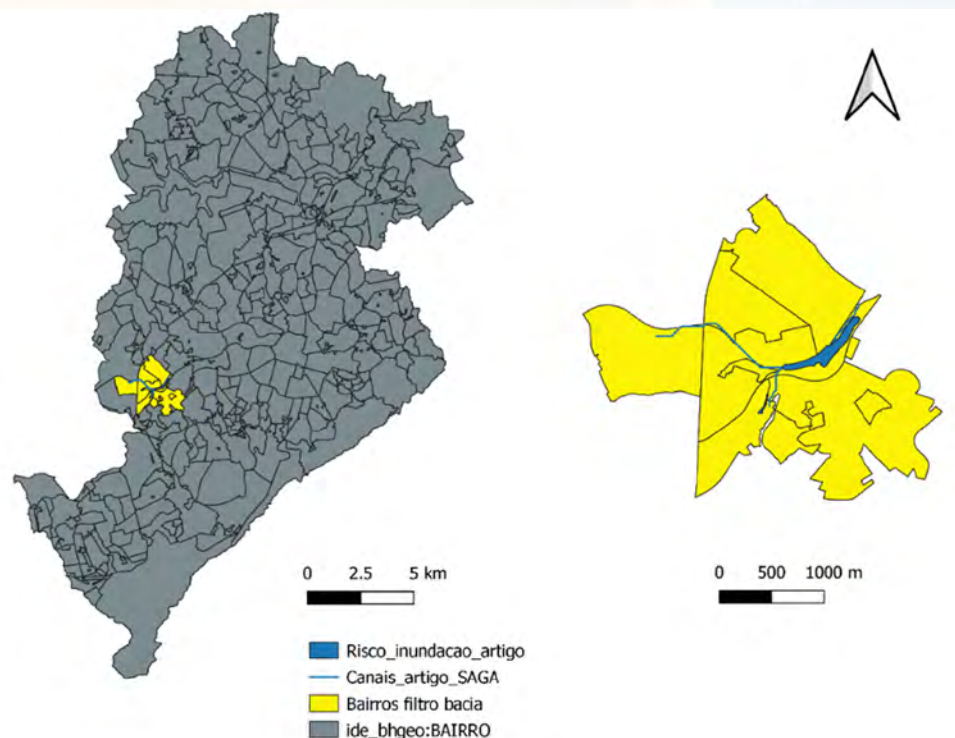 0 2.5 5 km
0 500 1000 m
Risco_inundacao_artigo
Canais_artigo_SAGA
Bairros filtro bacia
ide_bhgeo:BAIRRO